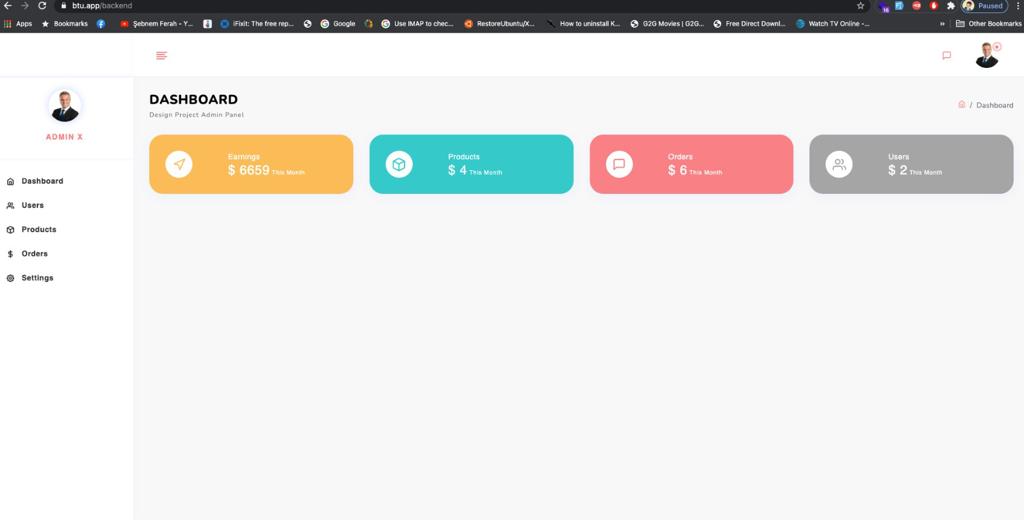 btu.app/backend
Paused
Apps
Bookmarks
Şebnem Ferah - Y...
iFixit: The free rep...
Google
Use IMAP to chec...
RestoreUbuntu/X...
How to uninstall K...
G2G Movies | G2G...
Free Direct Downl...
Watch TV Online -...
»
Other Bookmarks
DASHBOARD
Design Project Admin Panel
/ Dashboard
ADMIN X
Dashboard
Users
Products
Orders
Settings
Earnings
$ 6659 This Month
Products
$ 4 This Month
Orders
$ 6 This Month
Users
$ 2 This Month